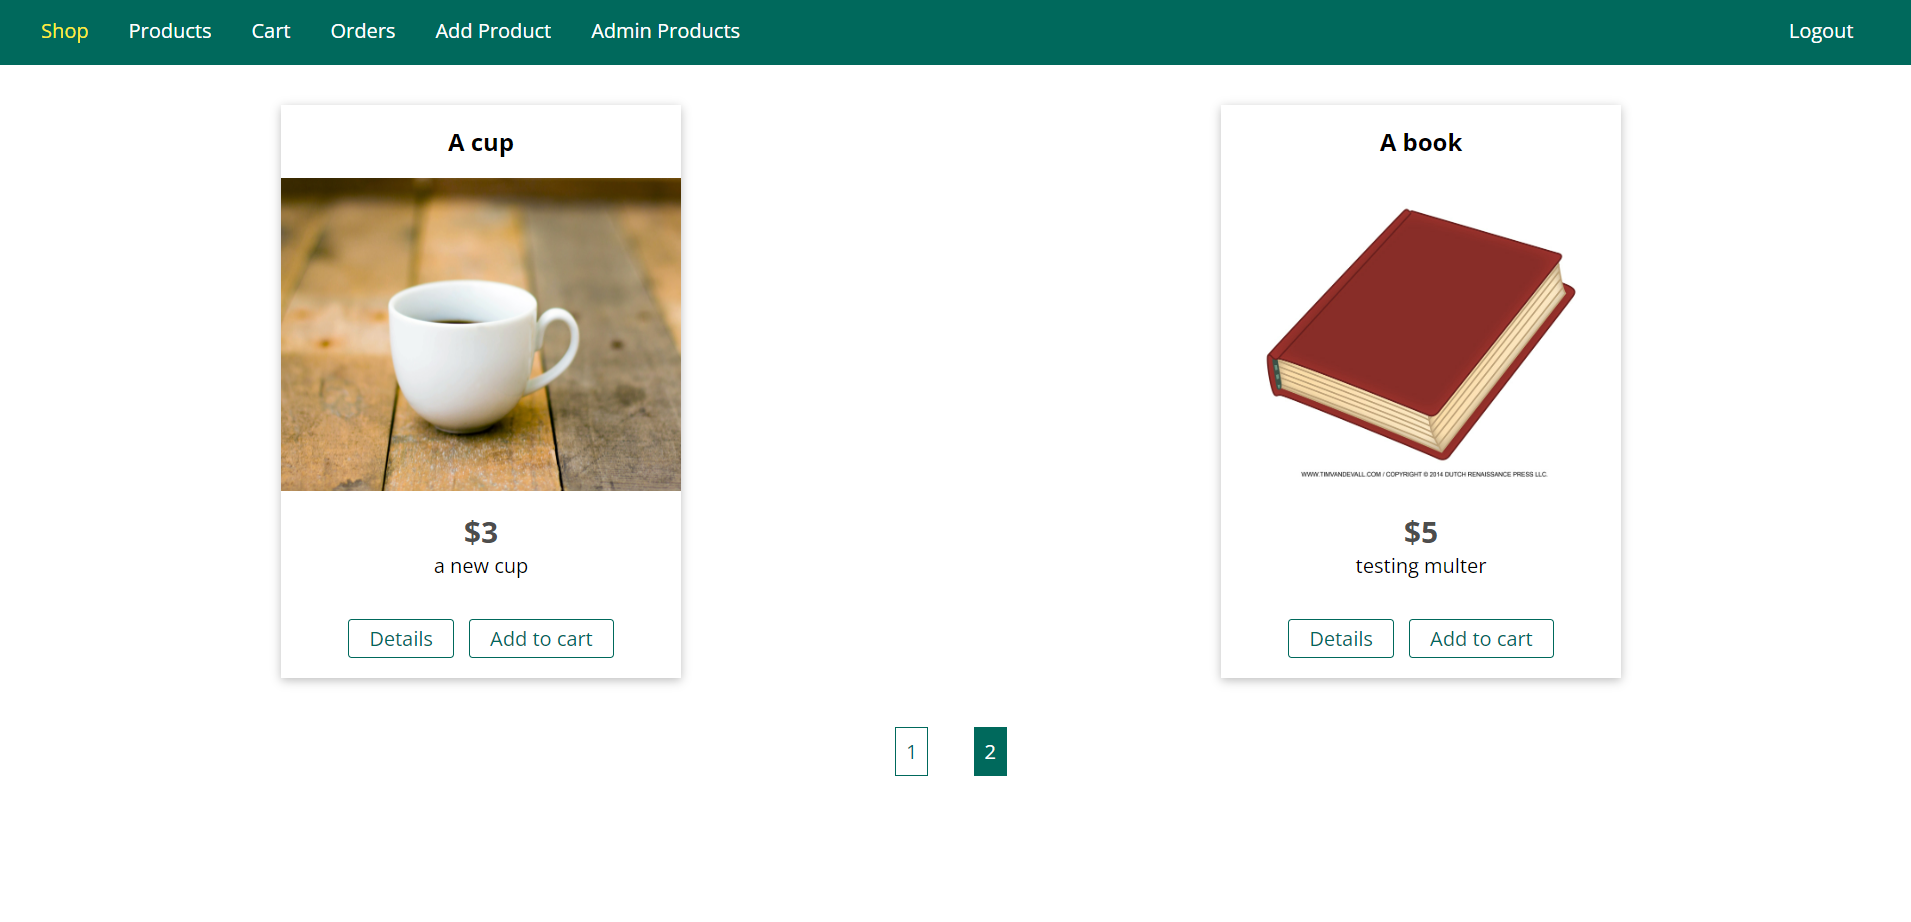 Shop Products Cart Orders Add Product Admin Products Logout
A cup
A book
WWW.TIMVANDEVALL.COM / COPYRIGHT © 2014 DUTCH RENAISSANCE PRESS LLC.
$3
$5
a new cup
testing multer
Details Add to cart
Details Add to cart
1 2